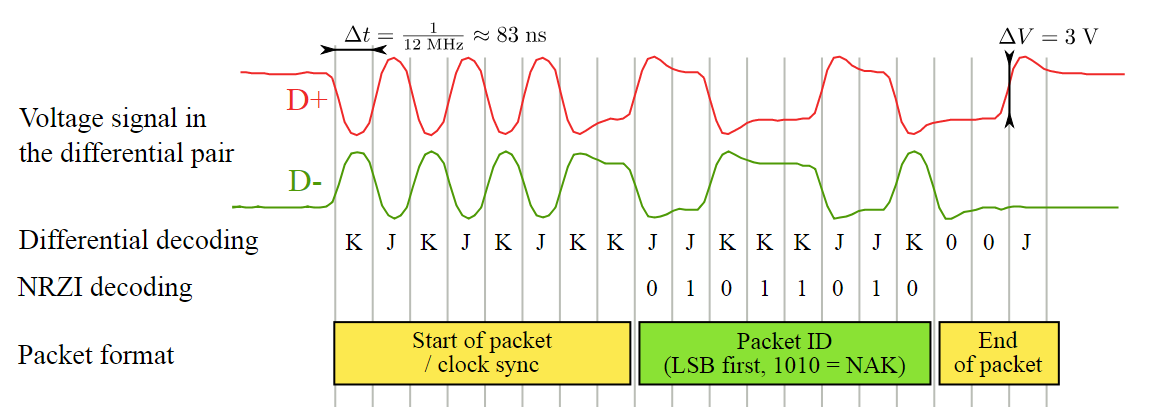 Δt = 1/12 MHz ≈ 83 ns
ΔV = 3 V
D+
Voltage signal in
the differential pair
D-
Differential decoding K J K J K J K K J J K K K J J K 0 0 J
NRZI decoding 0 1 0 1 1 0 1 0
Packet format
Start of packet
/ clock sync
Packet ID
(LSB first, 1010 = NAK)
End
of packet